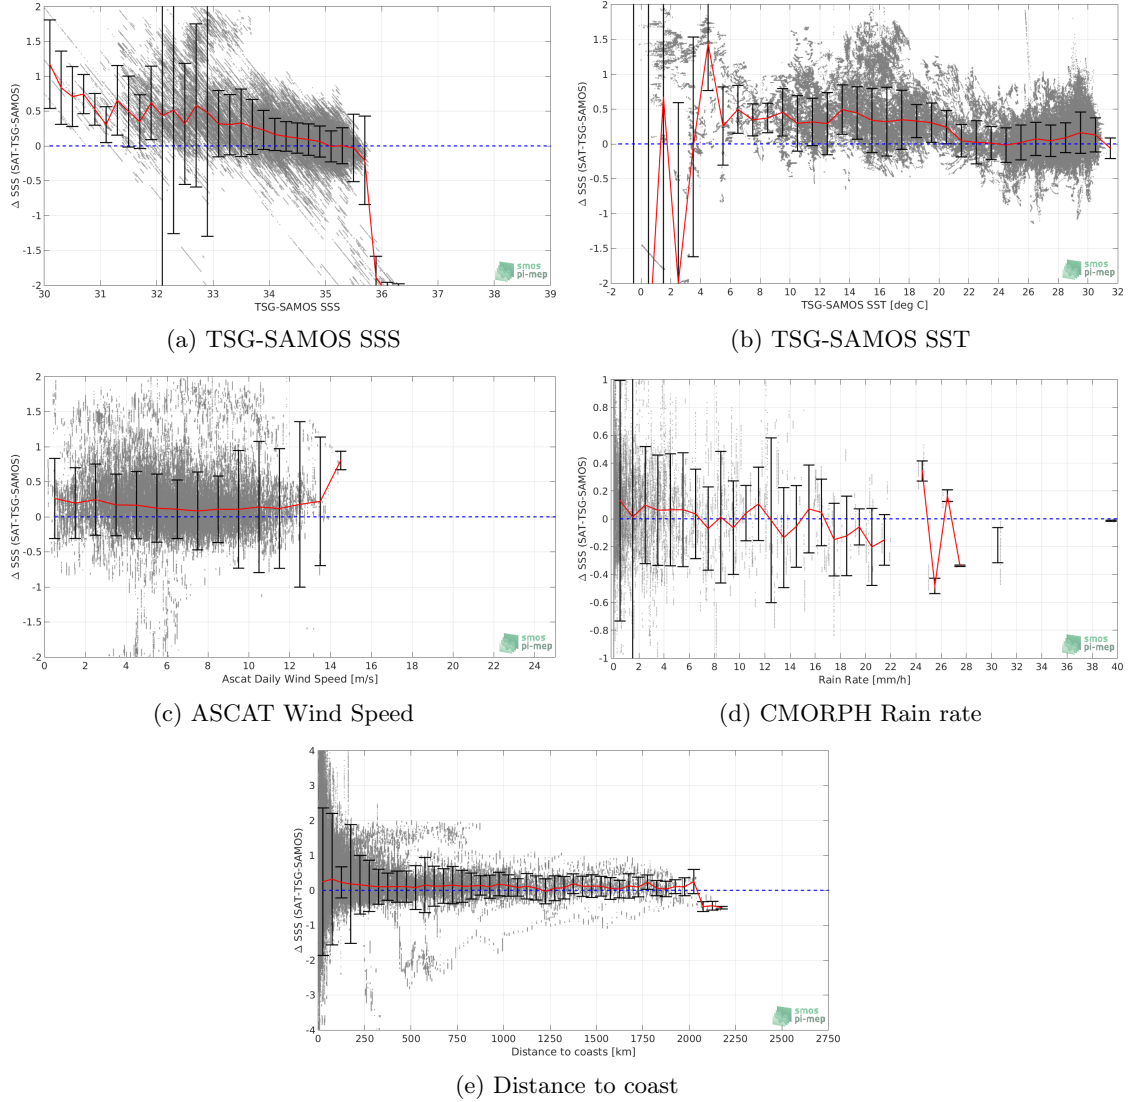 2
1.5
1
0.5
0
-0.5
-1
-1.5
-2
Δ SSS (SAT-TSG-SAMOS)
30 31 32 33 34 35 36 37 38 39
TSG-SAMOS SSS
smos
pi-mep
(a) TSG-SAMOS SSS
2
1.5
1
0.5
0
-0.5
-1
-1.5
-2
Δ SSS (SAT-TSG-SAMOS)
-2 0 2 4 6 8 10 12 14 16 18 20 22 24 26 28 30 32
TSG-SAMOS SST [deg C]
smos
pi-mep
(b) TSG-SAMOS SST
2
1.5
1
0.5
0
-0.5
-1
-1.5
-2
Δ SSS (SAT-TSG-SAMOS)
0 2 4 6 8 10 12 14 16 18 20 22 24
Ascat Daily Wind Speed [m/s]
smos
pi-mep
(c) ASCAT Wind Speed
1
0.8
0.6
0.4
0.2
0
-0.2
-0.4
-0.6
-0.8
-1
Δ SSS (SAT-TSG-SAMOS)
0 2 4 6 8 10 12 14 16 18 20 22 24 26 28 30 32 34 36 38 40
Rain Rate [mm/h]
smos
pi-mep
(d) CMORPH Rain rate
4
3
2
1
0
-1
-2
-3
-4
Δ SSS (SAT-TSG-SAMOS)
0 250 500 750 1000 1250 1500 1750 2000 2250 2500 2750
Distance to coasts [km]
smos
pi-mep
(e) Distance to coast